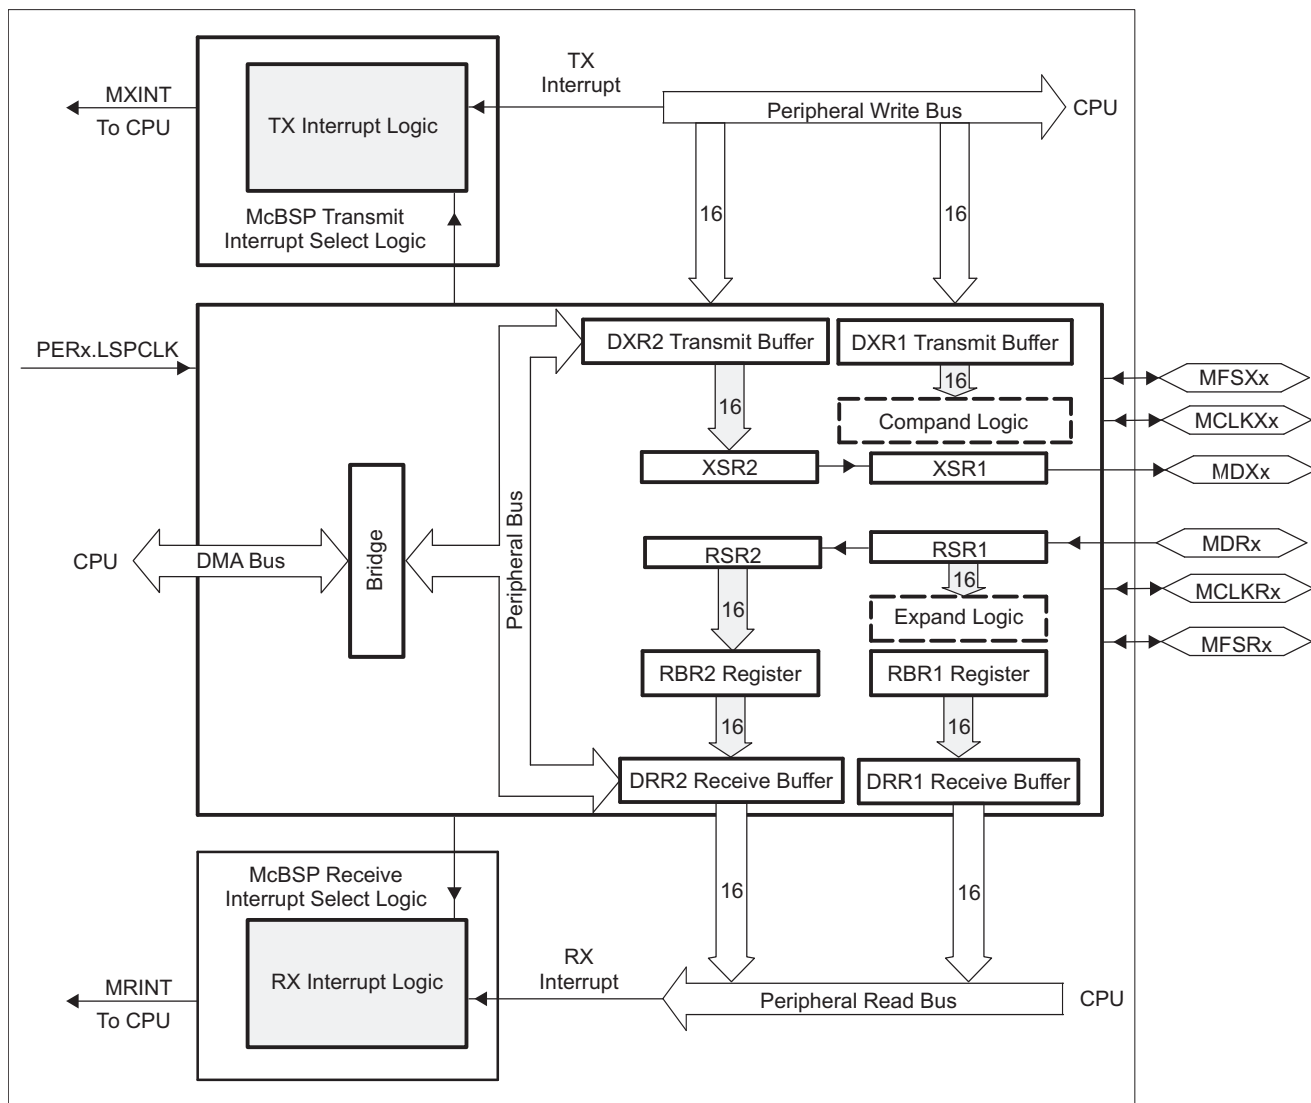 MXINT
To CPU
TX Interrupt Logic
McBSP Transmit
Interrupt Select Logic
TX
Interrupt
Peripheral Write Bus
CPU
16
16
PERx.LSPCLK
DXR2 Transmit Buffer
DXR1 Transmit Buffer
16
16
Compand Logic
XSR2
XSR1
MFSXx
MCLKXx
MDXx
CPU
DMA Bus
Bridge
Peripheral Bus
RSR2
RSR1
16
16
Expand Logic
MDRx
MCLKRx
MFSRx
RBR2 Register
RBR1 Register
16
16
DRR2 Receive Buffer
DRR1 Receive Buffer
McBSP Receive
Interrupt Select Logic
16
16
RX Interrupt Logic
MRINT
To CPU
RX
Interrupt
Peripheral Read Bus
CPU